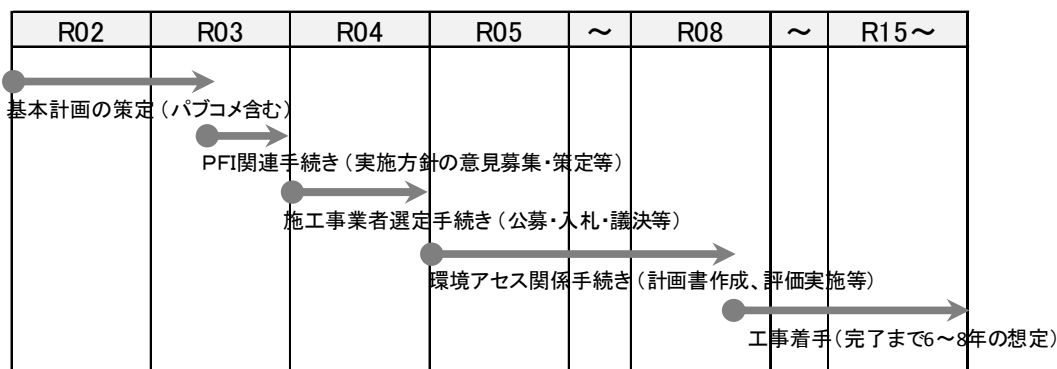 R02 R03 R04 R05 ～ R08 ～ R15～
基本計画の策定（パブコメ含む）
PFI関連手続き（実施方針の意見募集・策定等）
施工事業者選定手続き（公募・入札・議決等）
環境アセス関係手続き（計画書作成、評価実施等）
工事着手（完了まで6～8年の想定）